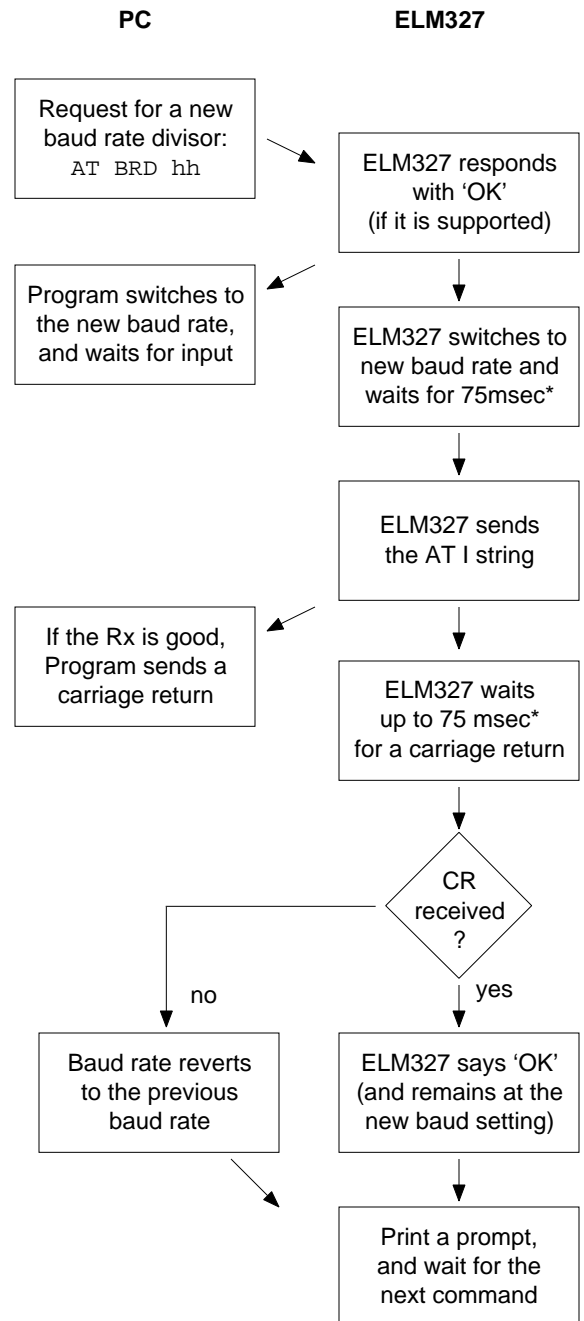 PC
ELM327
Request for a new
baud rate divisor:
AT BRD hh
ELM327 responds
with ‘OK’
(if it is supported)
Program switches to
the new baud rate,
and waits for input
ELM327 switches to
new baud rate and
waits for 75msec*
ELM327 sends
the AT I string
If the Rx is good,
Program sends a
carriage return
ELM327 waits
up to 75 msec*
for a carriage return
CR
received
?
no
yes
Baud rate reverts
to the previous
baud rate
ELM327 says ‘OK’
(and remains at the
new baud setting)
Print a prompt,
and wait for the
next command